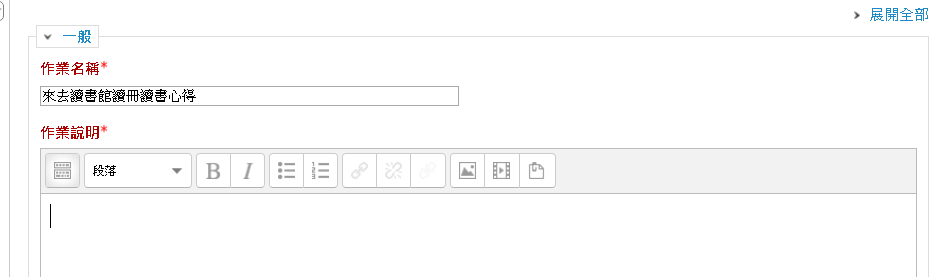 展開全部
一般
作業名稱*
來去讀書館讀冊讀書心得
作業說明*
段落 B I